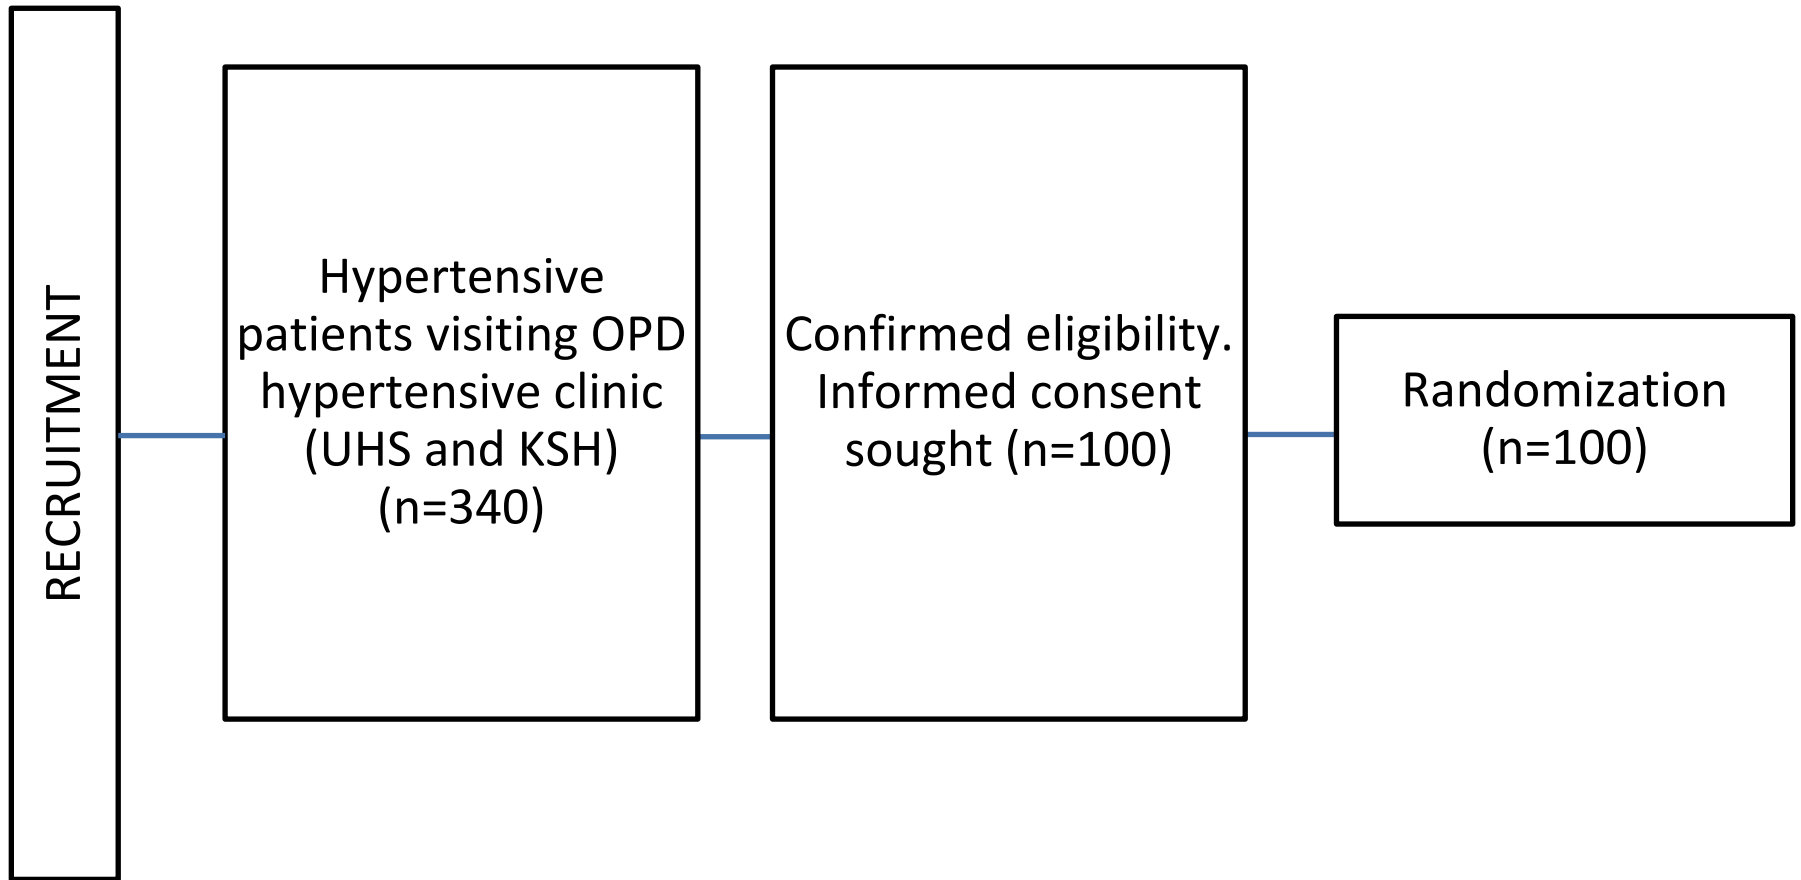 RECRUITMENT
Hypertensive
patients visiting OPD
hypertensive clinic
(UHS and KSH)
(n=340)
Confirmed eligibility.
Informed consent
sought (n=100)
Randomization
(n=100)